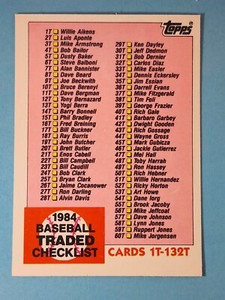 Topps
1T Willie Aikens
2T Luis Aponte
3T Mike Armstrong
4T Bob Bailor
5T Dusty Baker
6T Steve Balboni
7T Alan Bannister
8T Dave Beard
9T Joe Beckwith
10T Bruce Berenyi
11T Dave Bergman
12T Tony Bernazard
13T Yogi Berra
14T Barry Bonnell
15T Phil Bradley
16T Fred Breining
17T Bill Buckner
18T Ray Burris
19T John Butcher
20T Brett Butler
21T Enos Cabell
22T Bill Campbell
23T Bill Caudill
24T Bob Clark
25T Bryan Clark
26T Jaime Cocanower
27T Ron Darling
28T Alvin Davis
29T Ken Dayley
30T Jeff Dedmon
31T Bob Dernier
32T Carlos Diaz
33T Mike Easler
34T Dennis Eckersley
35T Jim Essian
36T Darrell Evans
37T Mike Fitzgerald
38T Tim Foli
39T George Frazier
40T Rich Gale
41T Barbaro Garbey
42T Dwight Gooden
43T Rich Gossage
44T Wayne Gross
45T Mark Gubicza
46T Jackie Gutierrez
47T Mel Hall
48T Toby Harrah
49T Ron Hassey
50T Rich Hebner
51T Willie Hernandez
52T Ricky Horton
53T Art Howe
54T Dane Iorg
55T Brook Jacoby
56T Mike Jeffcoat
57T Dave Johnson
58T Lynn Jones
59T Ruppert Jones
60T Mike Jorgensen
1984
BASEBALL
TRADED
CHECKLIST
CARDS 1T-132T